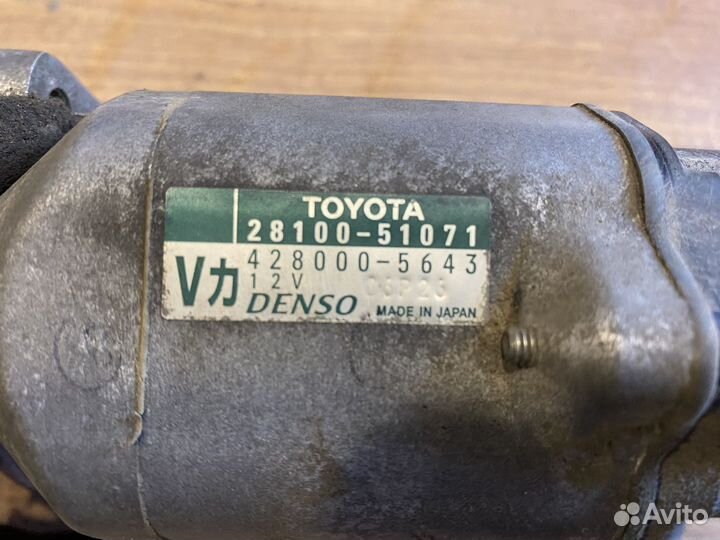 TOYOTA
28100-51071
Vカ 428000-5643
12V
DENSO MADE IN JAPAN
Avito